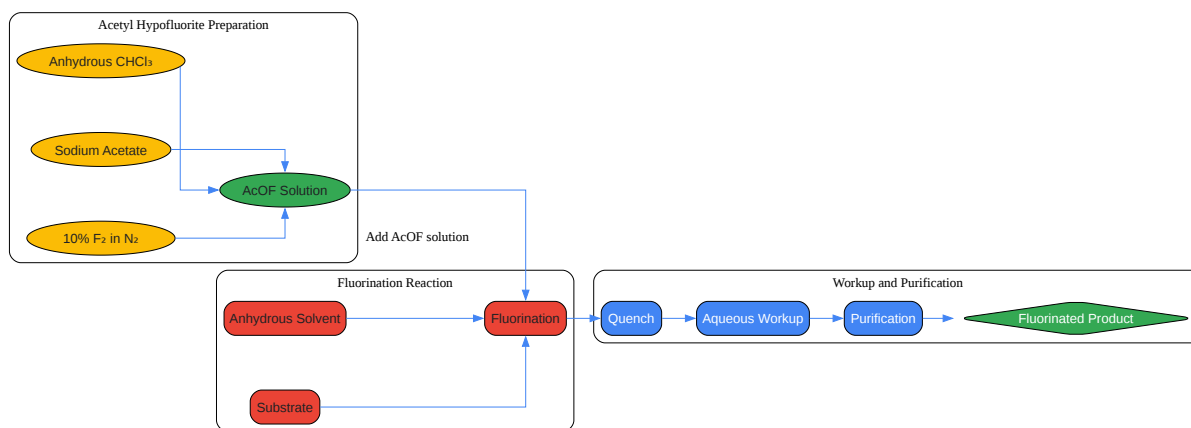 Acetyl Hypofluorite Preparation
Anhydrous CHCl₃
Sodium Acetate
AcOF Solution
10% F₂ in N₂
Add AcOF solution
Fluorination Reaction
Anhydrous Solvent
Fluorination
Substrate
Workup and Purification
Quench
Aqueous Workup
Purification
Fluorinated Product